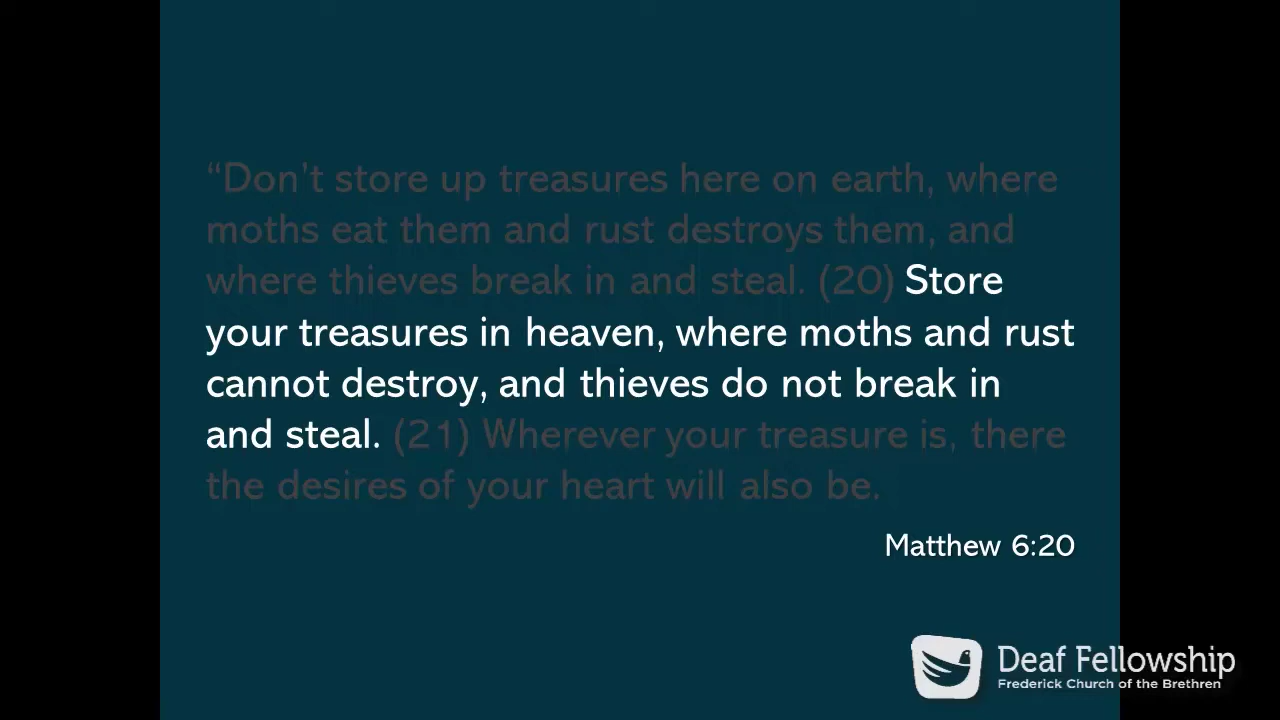 “Don’t store up treasures here on earth, where
moths eat them and rust destroys them, and
where thieves break in and steal. (20) Store
your treasures in heaven, where moths and rust
cannot destroy, and thieves do not break in
and steal. (21) Wherever your treasure is, there
the desires of your heart will also be.
Matthew 6:20
Deaf Fellowship
Frederick Church of the Brethren